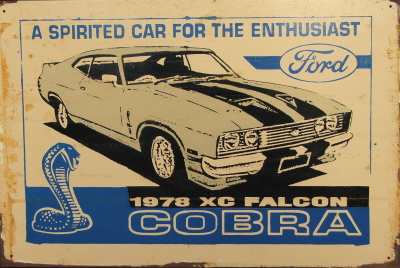 A SPIRITED CAR FOR THE ENTHUSIAST
Ford
1978 XC FALCON
COBRA